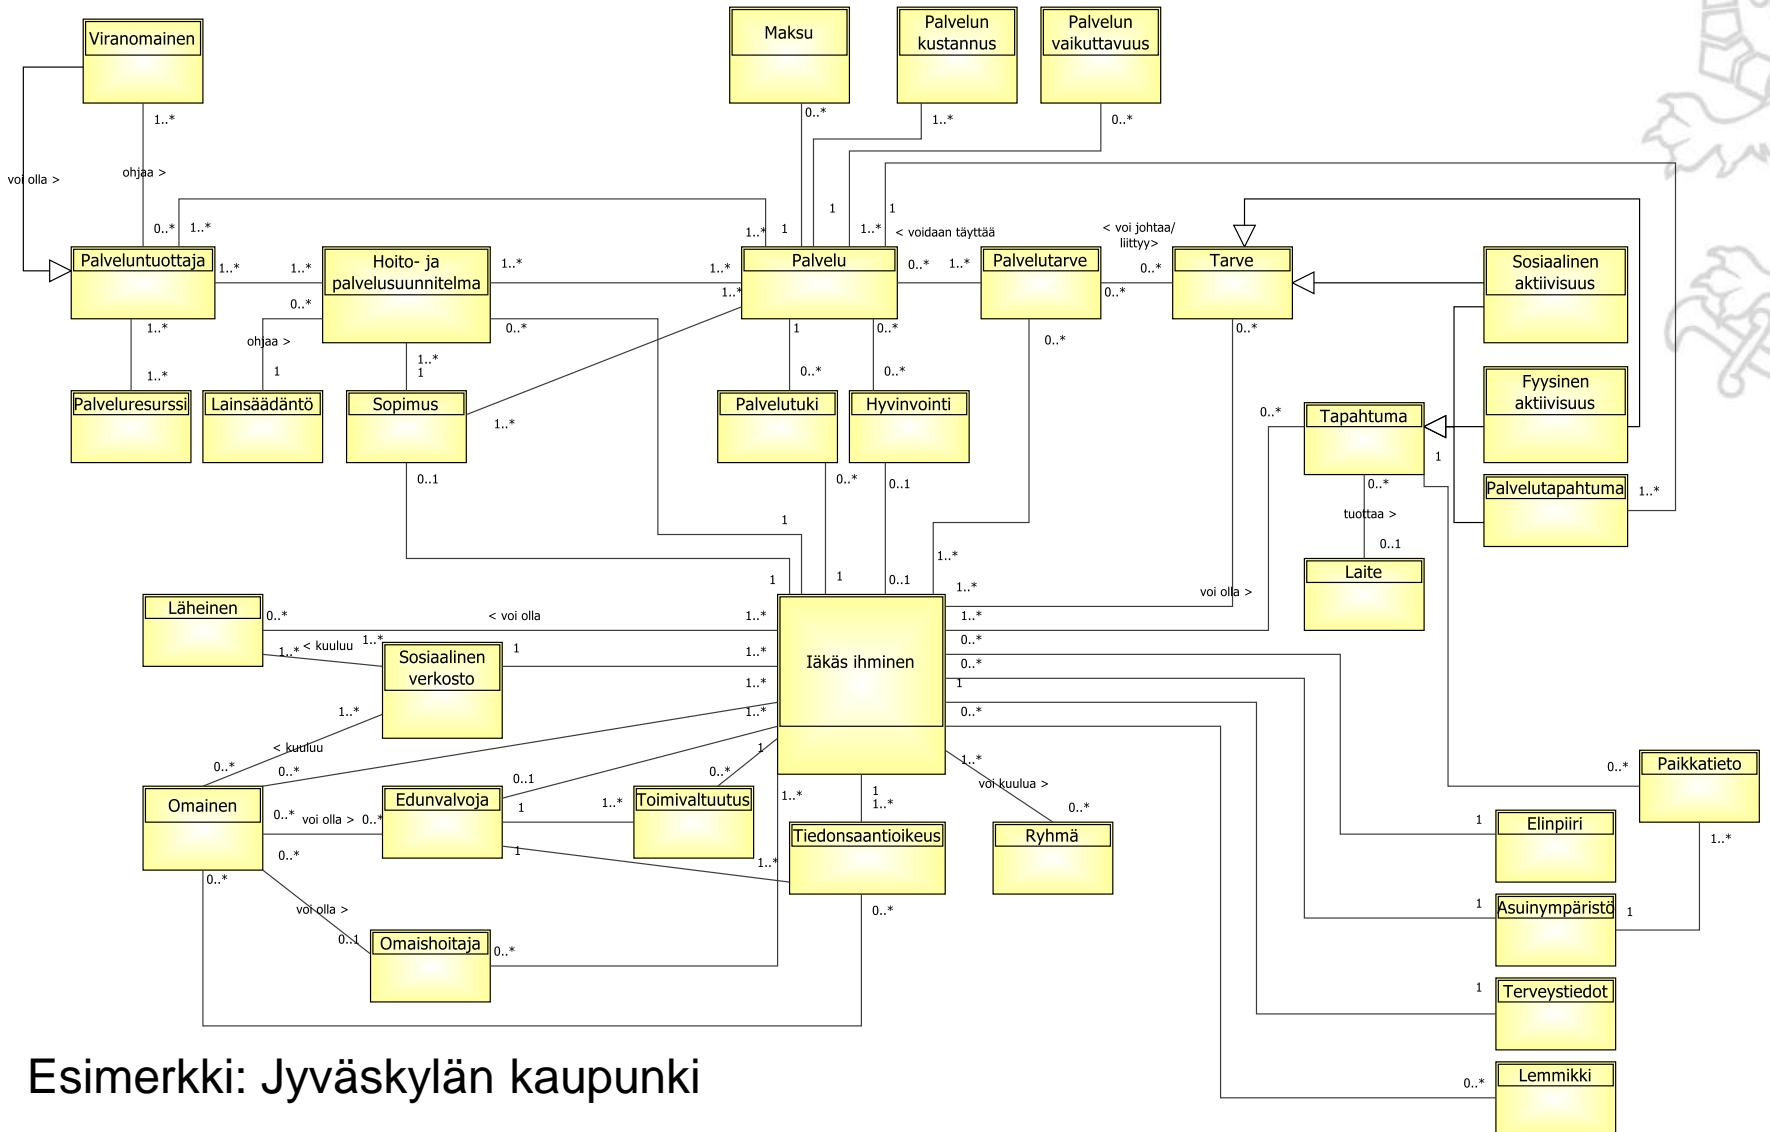 Viranomainen
Maksu
Palvelun
kustannus
Palvelun
vaikuttavuus
1..*
0..*
1..*
0..*
voi olla >
ohjaa >
0..*
1..*
1..*
1
1
1..*
1
< voidaan täyttää
< voi johtaa/
liittyy>
Palveluntuottaja
Hoito- ja
palvelusuunnitelma
Palvelu
Palvelutarve
Tarve
Sosiaalinen
aktiivisuus
1..*
1..*
1..*
1..*
0..*
1..*
0..*
0..*
0..*
1..*
1..*
0..*
1
0..*
0..*
0..*
ohjaa >
1..*
1
1..*
1
0..*
0..*
Fyysinen
aktiivisuus
Palveluresurssi
Lainsäädäntö
Sopimus
Palvelutuki
Hyvinvointi
Tapahtuma
0..*
1..*
1
0..1
0..*
0..1
0..*
Palvelutapahtuma
1..*
tuottaa >
1
0..1
1..*
Laite
1
1
0..1
1..*
voi olla >
Läheinen
0..*
< voi olla
1..*
1..*
1..*
< kuuluu
1..*
0..*
Sosiaalinen
verkosto
1
1..*
Iäkäs ihminen
0..*
1..*
1
1..*
1..*
0..*
< kuuluu
1
0..*
0..*
0..1
0..*
1..*
voi kuulua >
0..*
Paikkatieto
Omainen
Edunvalvoja
Toimivaltuutus
1
1..*
1..*
1
1..*
0..*
0..*
voi olla >
0..*
Tiedonsaantioikeus
Ryhmä
1
Elinpiiri
1..*
0..*
1
1..*
0..*
0..*
voi olla >
0..1
Omaishoitaja
0..*
1
Asuinympäristö
1
1
Terveystiedot
0..*
Lemmikki
Esimerkki: Jyväskylän kaupunki